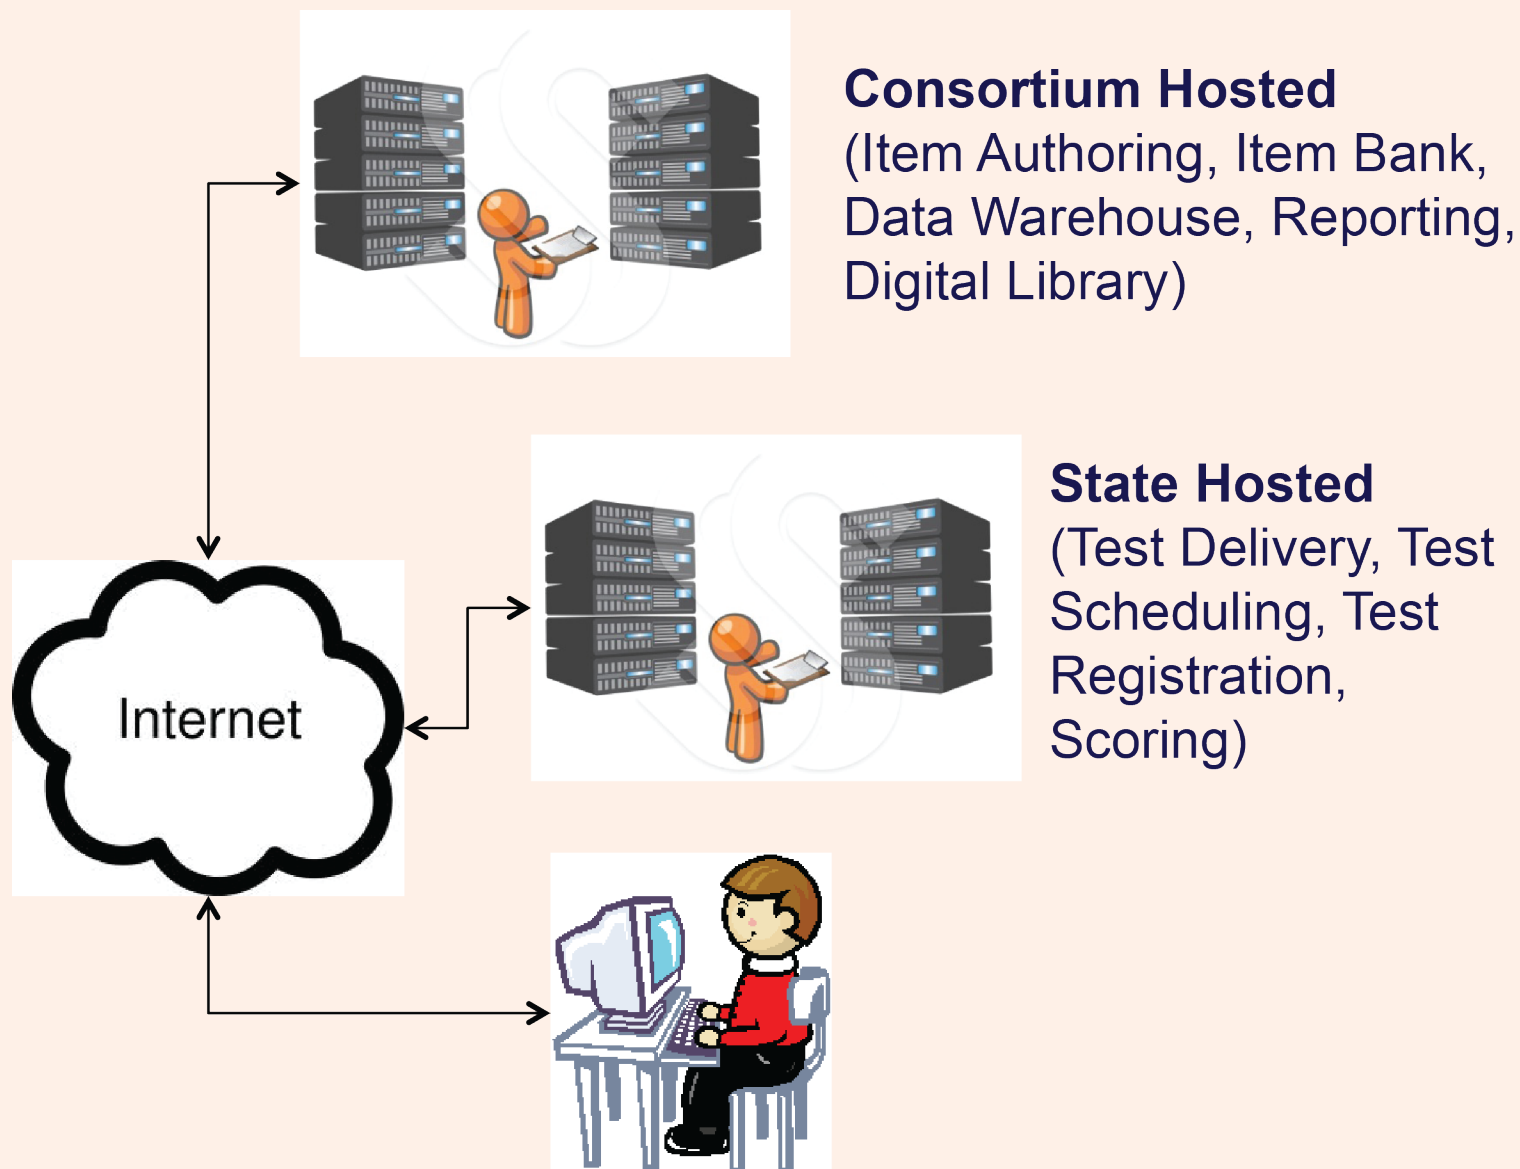 Consortium Hosted
(Item Authoring, Item Bank,
Data Warehouse, Reporting,
Digital Library)
State Hosted
(Test Delivery, Test
Scheduling, Test
Registration,
Scoring)
Internet